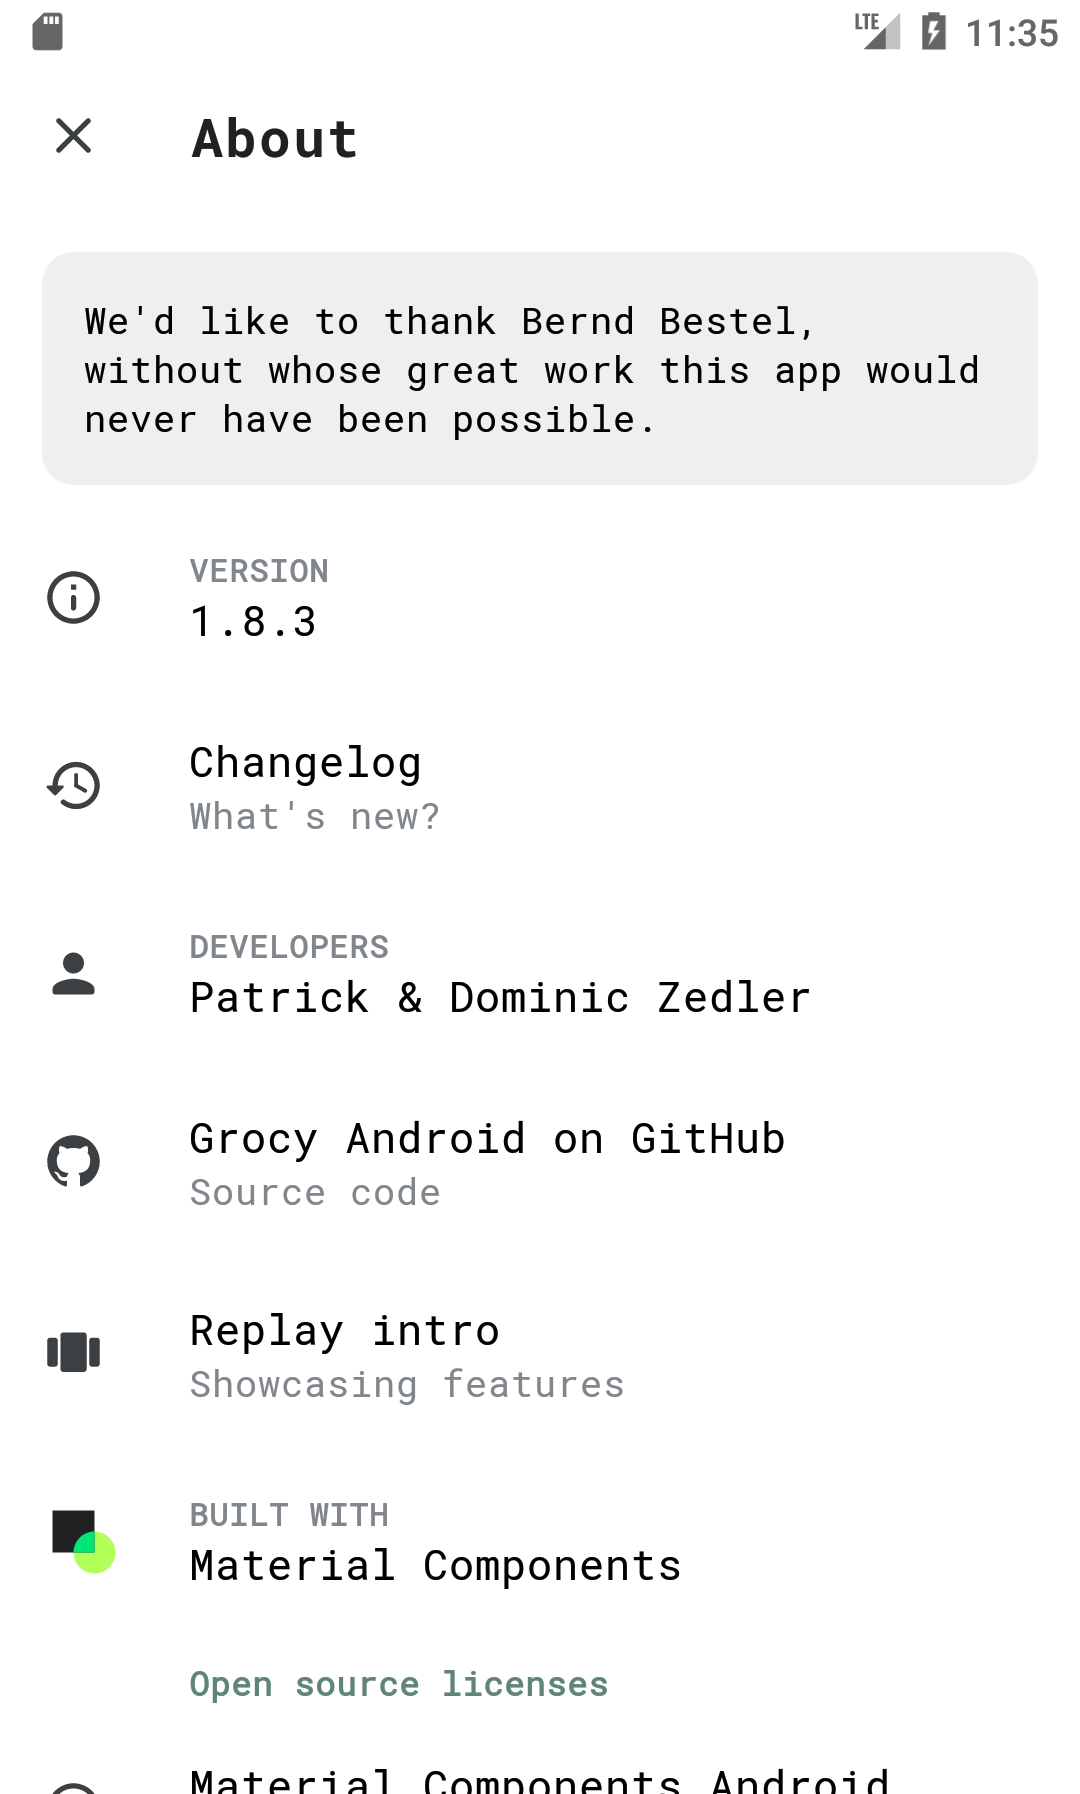 LTE 11:35
About
We'd like to thank Bernd Bestel,
without whose great work this app would
never have been possible.
VERSION
1.8.3
Changelog
What's new?
DEVELOPERS
Patrick & Dominic Zedler
Grocy Android on GitHub
Source code
Replay intro
Showcasing features
BUILT WITH
Material Components
Open source licenses
Material Components Android